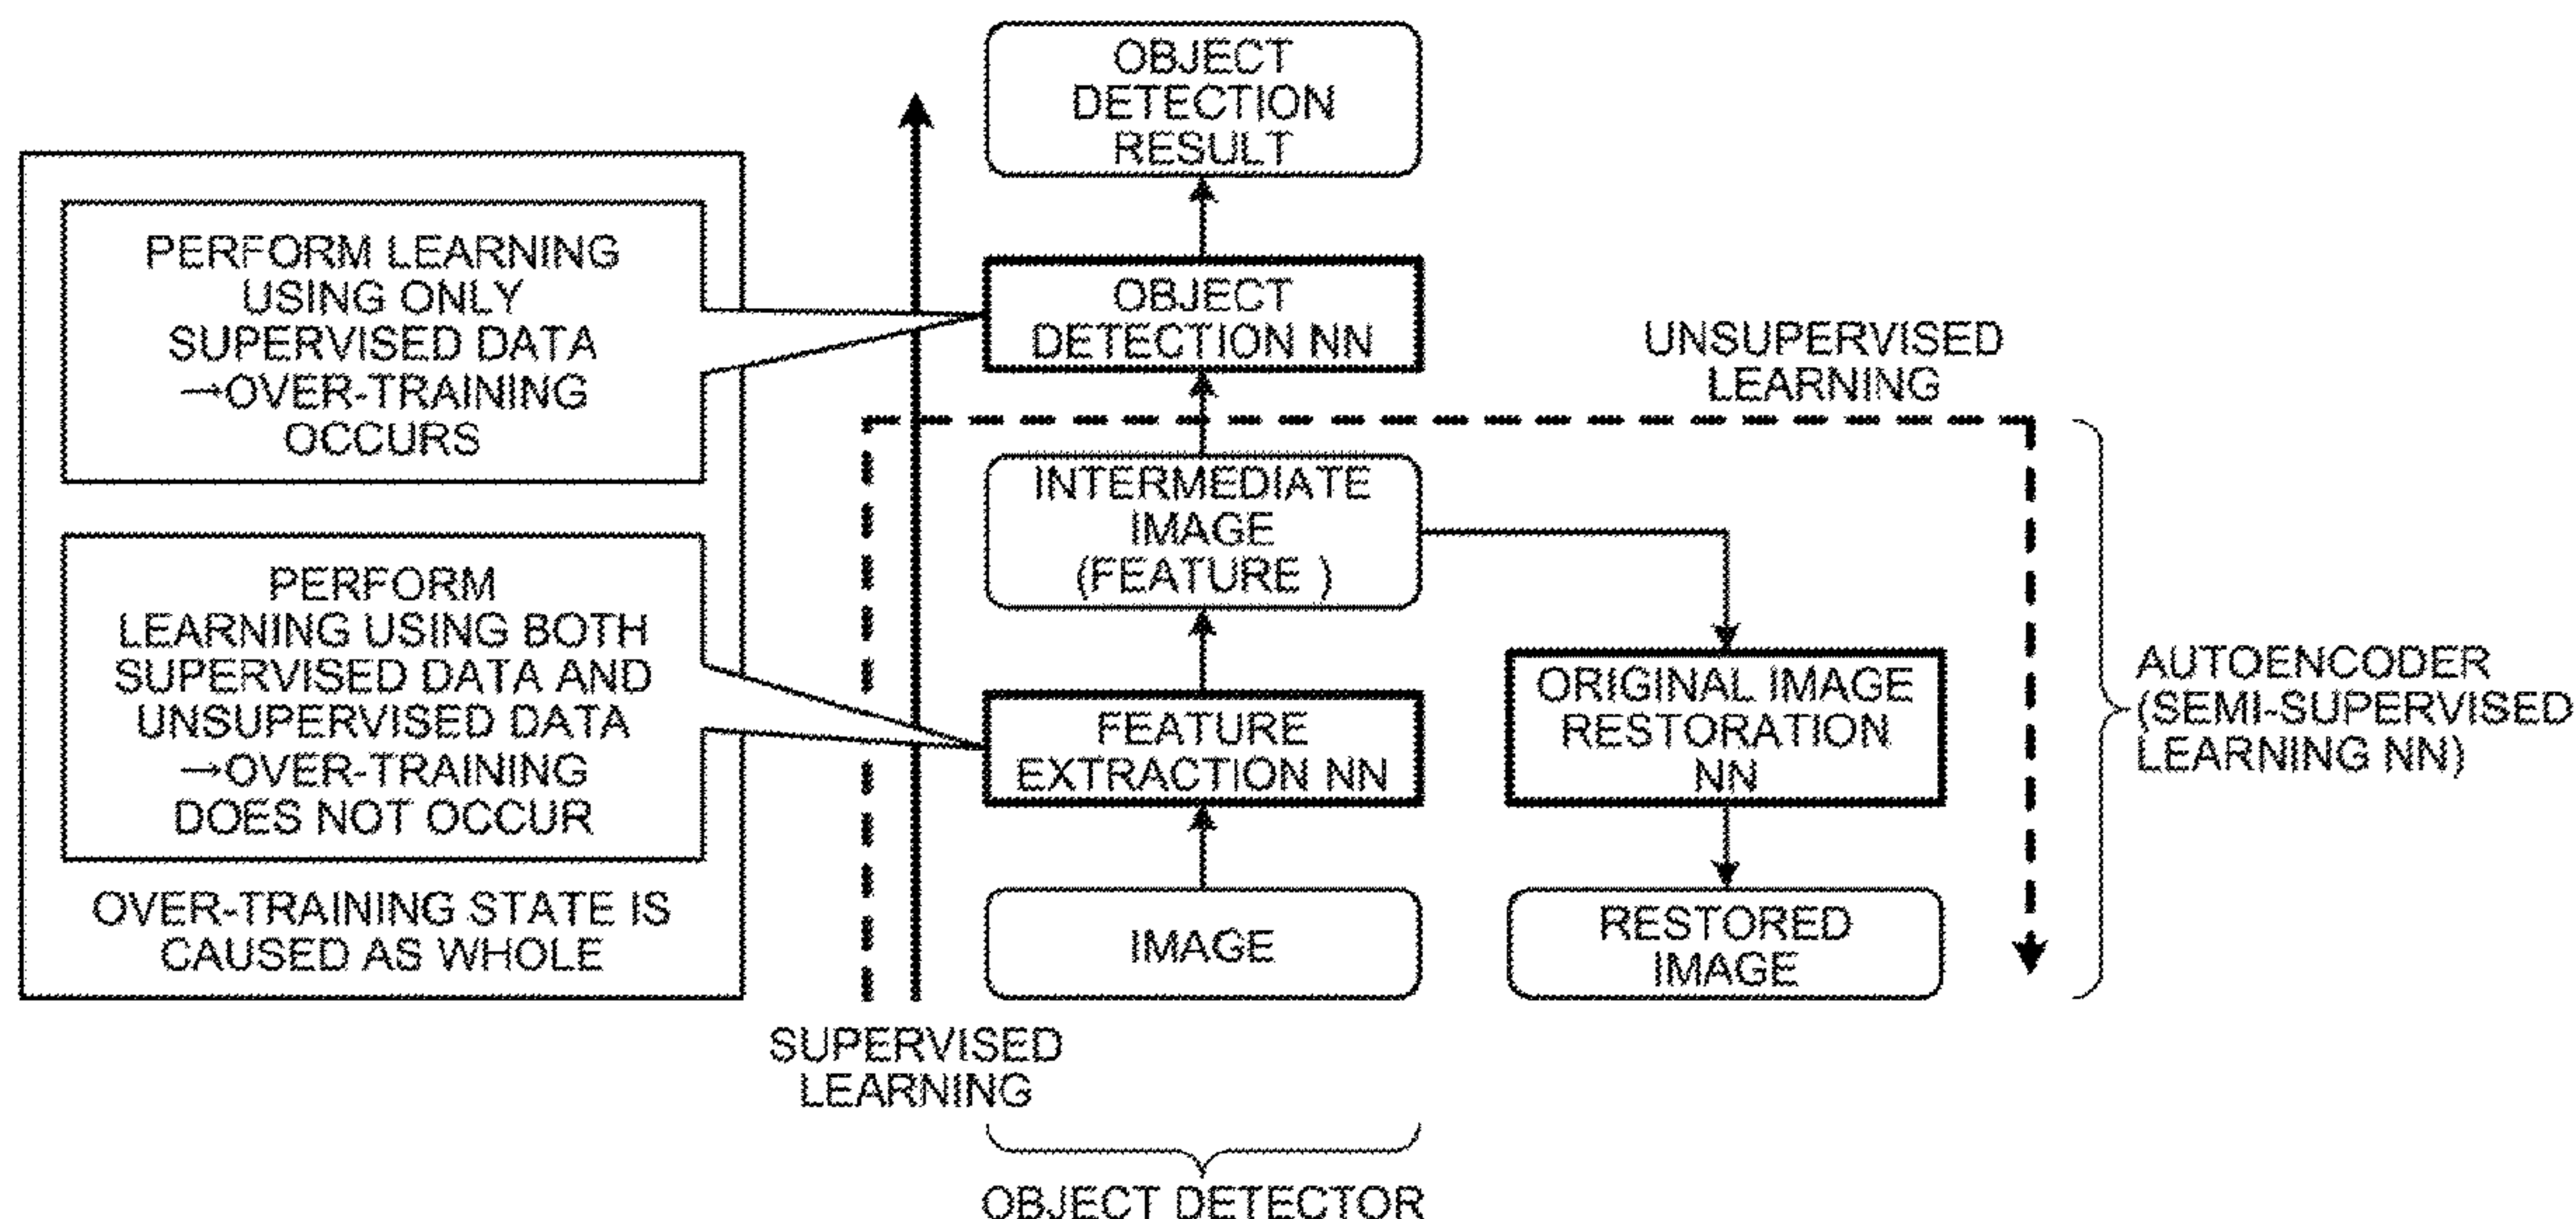 OBJECT
DETECTION
RESULT
PERFORM LEARNING
USING ONLY
SUPERVISED DATA
→OVER-TRAINING
OCCURS
OBJECT
DETECTION NN
UNSUPERVISED
LEARNING
INTERMEDIATE
IMAGE
(FEATURE )
PERFORM
LEARNING USING BOTH
SUPERVISED DATA AND
UNSUPERVISED DATA
→OVER-TRAINING
DOES NOT OCCUR
FEATURE
EXTRACTION NN
ORIGINAL IMAGE
RESTORATION
NN
AUTOENCODER
(SEMI-SUPERVISED
LEARNING NN)
OVER-TRAINING STATE IS
CAUSED AS WHOLE
IMAGE
RESTORED
IMAGE
SUPERVISED
LEARNING
OBJECT DETECTOR